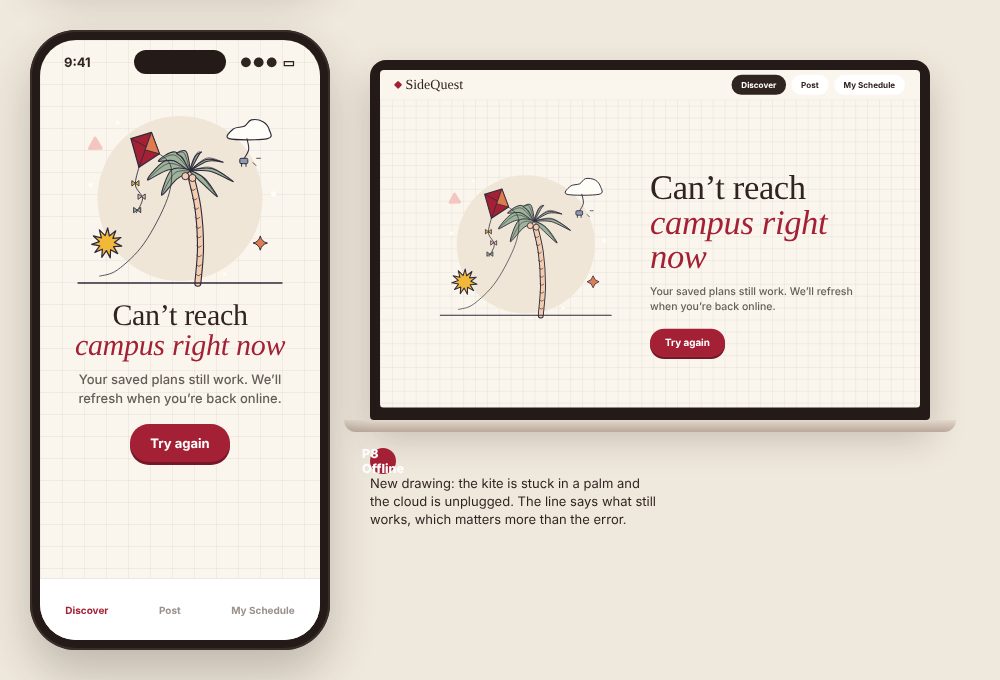 9:41
Can’t reach
campus right now
Your saved plans still work. We’ll
refresh when you’re back online.
Try again
Discover Post My Schedule
SideQuest
Discover Post My Schedule
Can’t reach
campus right
now
Your saved plans still work. We’ll refresh
when you’re back online.
Try again
P8
Offline
New drawing: the kite is stuck in a palm and
the cloud is unplugged. The line says what still
works, which matters more than the error.